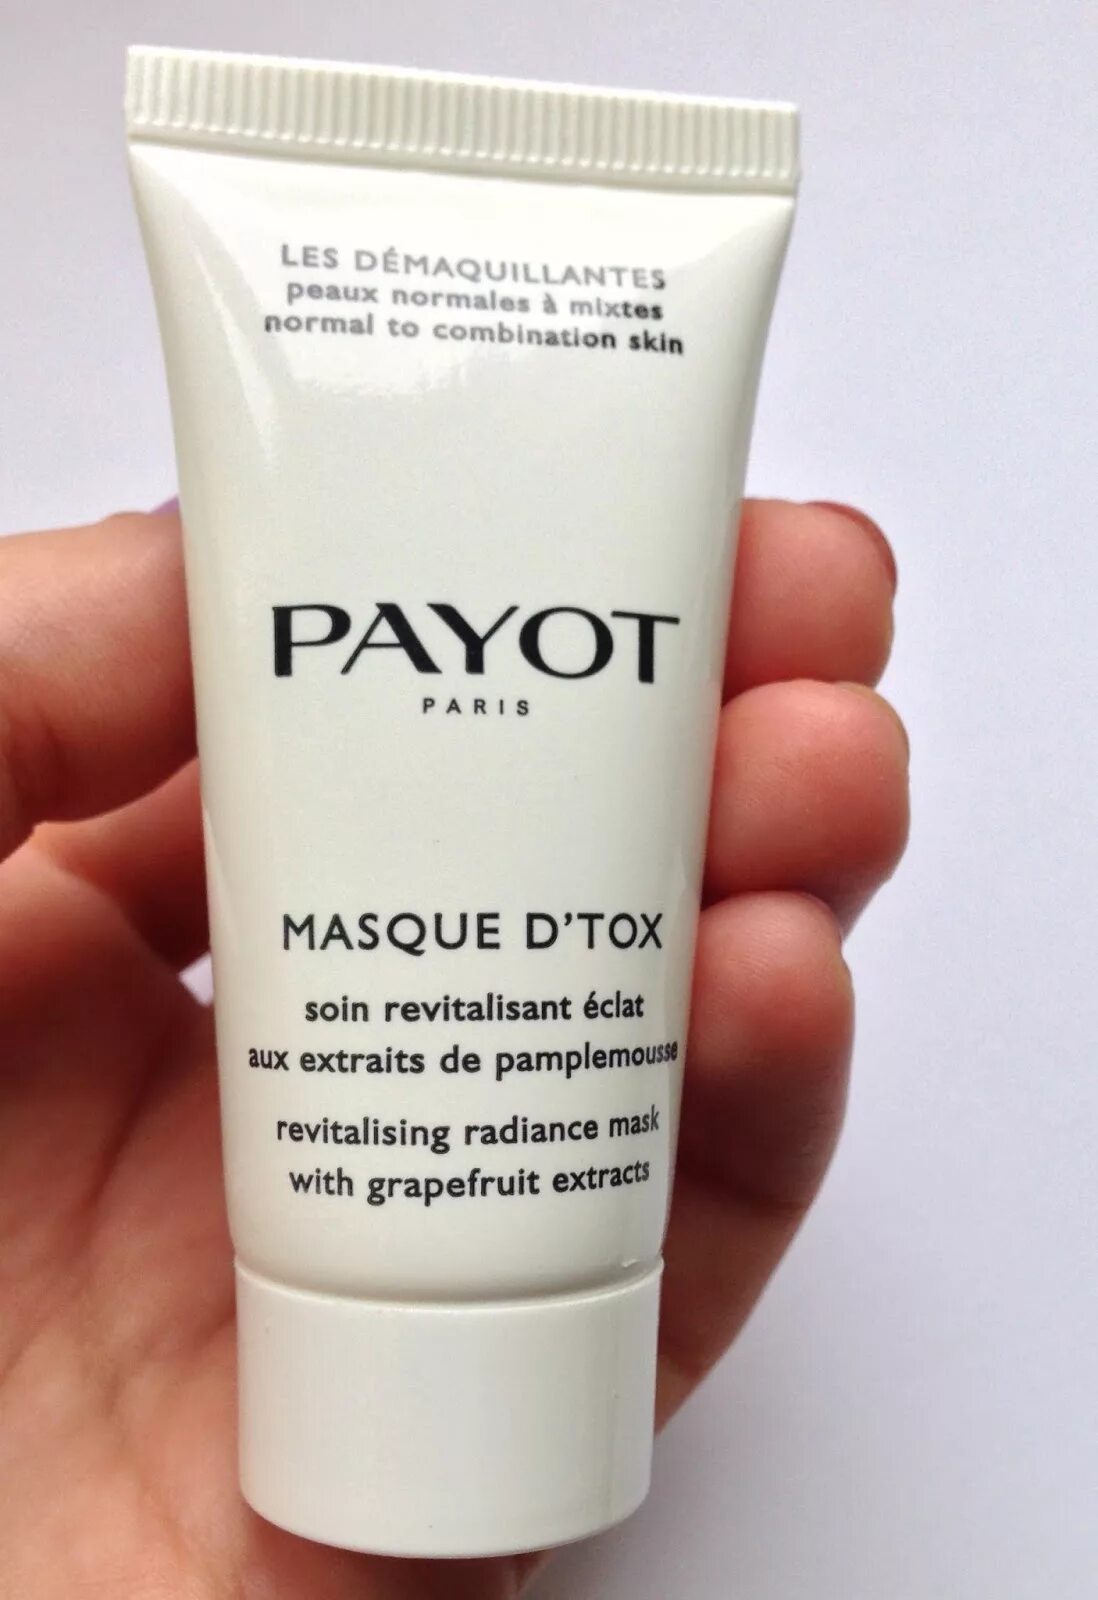 LES DÉMAQUILLANTES
peaux normales à mixtes
normal to combination skin
PAYOT
PARIS
MASQUE D'TOX
soin revitalisant éclat
aux extraits de pamplemousse
revitalising radiance mask
with grapefruit extracts